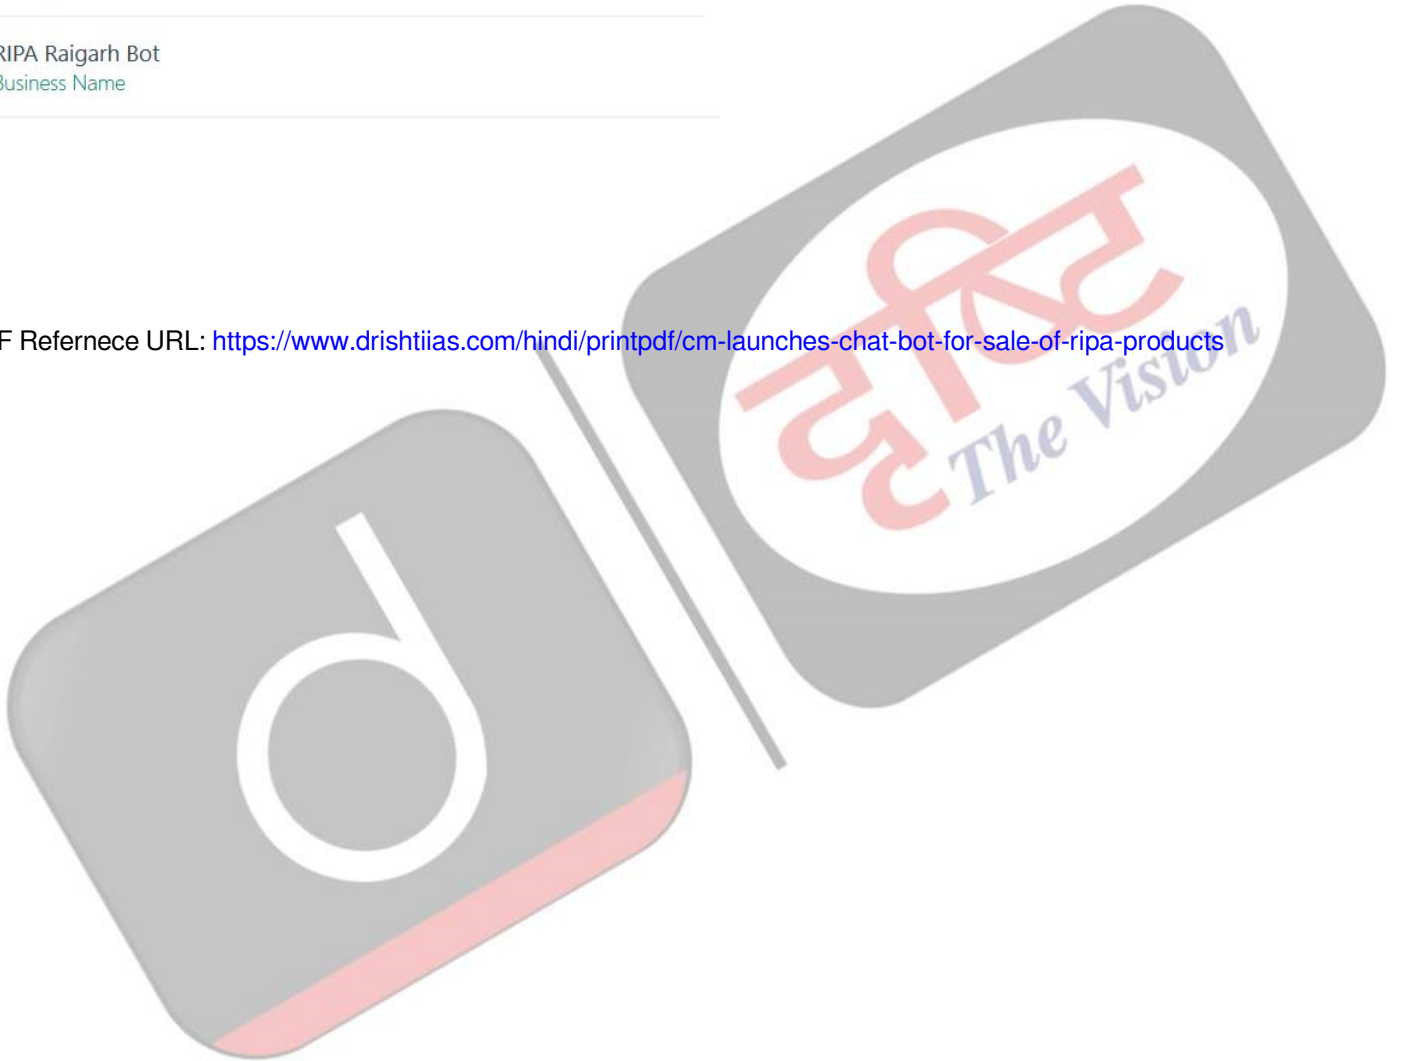 RIPA Raigarh Bot
Business Name
F Refernece URL: https://www.drishtiias.com/hindi/printpdf/cm-launches-chat-bot-for-sale-of-ripa-products
d
दृष्टि
The Vision